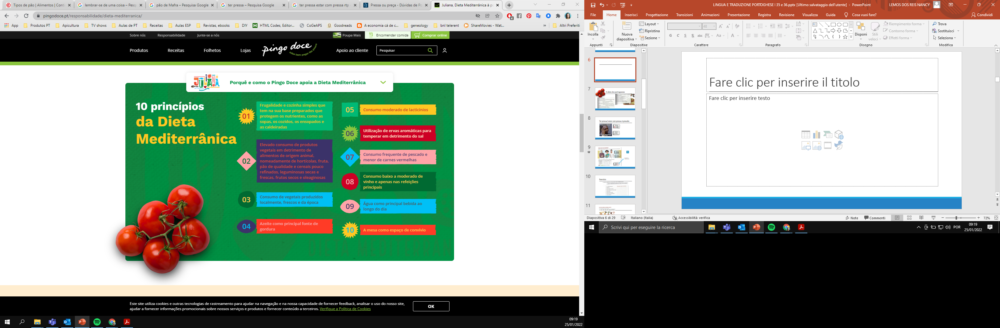 Tipos de pão | Alimentos | Conti
lembrar-se de uma coisa – Pesq
pão de Mafra – Pesquisa Google
ter pressa – Pesquisa Google
ter pressa estar com pressa rtp
Pressa ou preça - Dúvidas de Po
Juliana, Dieta Mediterrânica à po
pingodoce.pt/responsabilidade/dieta-mediterranica/
App
Produtos PT
Apicultura
TV shows
Aulas de PT
Receitas
Aulas ESP
Revistas, ebooks
DIY
HTML Codes, Editor...
CoGeAPS
Goodreads
A economia cá de c...
geneology
bnl telerent
ShareMovies - Wat...
Altri Preferiti
Sobre nós
Responsabilidade
Junte-se a nós
Poupa Mais
Encomendar comida
Comprar online
Produtos
Receitas
Folhetos
Lojas
pingo doce
sabe bem pagar tão pouco
Apoio ao cliente
Pesquisar
JULIANA
Porquê e como o Pingo Doce apoia a Dieta Mediterrânica
10 princípios
da Dieta
Mediterrânica
01
Frugalidade e cozinha simples que
tem na sua base preparados que
protegem os nutrientes, como as
sopas, os cozidos, os ensopados e
as caldeiradas
02
Elevado consumo de produtos
vegetais em detrimento de
alimentos de origem animal,
nomeadamente de hortícolas, fruta,
pão de qualidade e cereais pouco
refinados, leguminosas secas e
frescas, frutos secos e oleaginosas
03
Consumo de vegetais produzidos
localmente, frescos e da época
04
Azeite como principal fonte de
gordura
05
Consumo moderado de lacticínios
06
Utilização de ervas aromáticas para
temperar em detrimento do sal
07
Consumo frequente de pescado e
menor de carnes vermelhas
08
Consumo baixo a moderado de
vinho e apenas nas refeições
principais
09
Água como principal bebida ao
longo do dia
10
A mesa como espaço de convívio
DIETA MEDITERRÂN
Este site utiliza cookies e outras tecnologias de rastreamento para ajudar na navegação e na nossa capacidade de fornecer feedback, analisar o uso do nosso site,
ajudar a fornecer informações promocionais sobre nossos serviços e produtos e fornecer conteúdo a terceiros. Verifique a Política de Cookies
OK
09:19
25/01/2022
LINGUA E TRADUZIONE PORTOGHESE I 35 e 36.pptx [Ultimo salvataggio dell'utente] - PowerPoint
LEMOS DOS REIS NANCY
File
Home
Inserisci
Progettazione
Transizioni
Animazioni
Presentazione
Registra
Revisione
Visualizza
Guida
Cosa vuoi fare?
Condividi
Incolla
Appunti
Nuova
diapositiva
Layout
Ripristina
Sezione
Diapositive
48
G C S S abc AV Aa A
Carattere
Paragrafo
Disponi
Stili
veloci
Riempimento forma
Contorno forma
Effetti forma
Disegno
Trova
Sostituisci
Seleziona
Modifica
6
7
A dieta dos portugueses
8
Ter pressa/ estar com pressa ≠ pressão
9
10
Exercício
11
Fare clic per inserire il titolo
Fare clic per inserire testo
Diapositiva 6 di 29
Italiano (Italia)
Accessibilità: verifica
Note
Commenti
72%
Scrivi qui per eseguire la ricerca
POR
09:19
25/01/2022